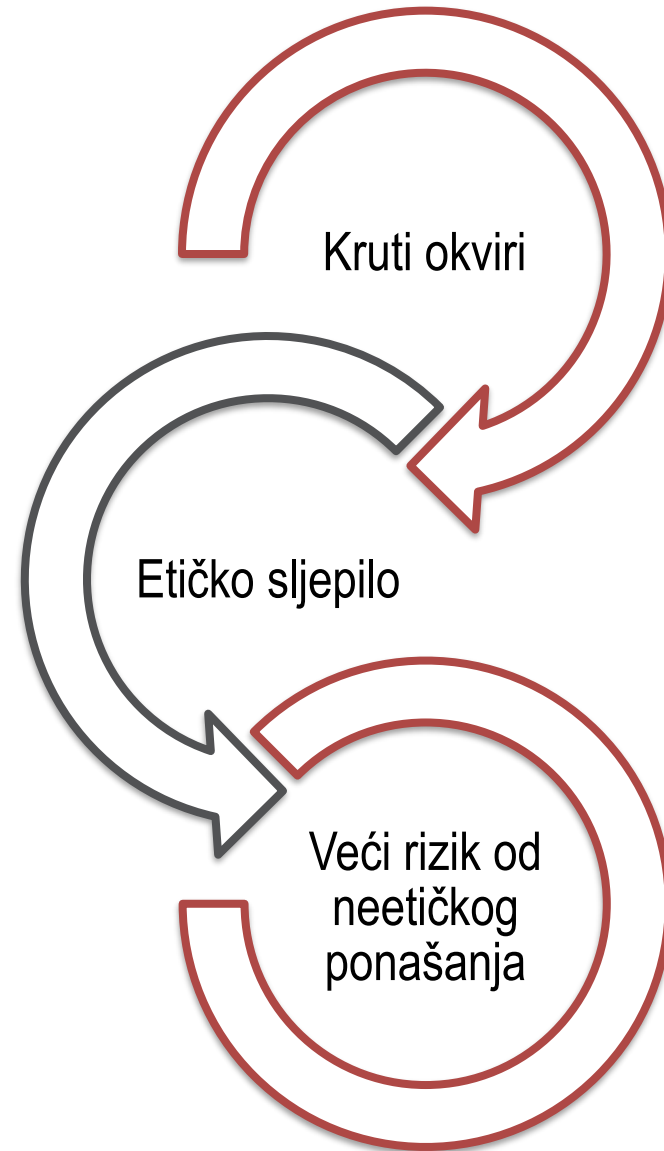 Kruti okviri
Etičko sljepilo
Veći rizik od
neetičkog
ponašanja